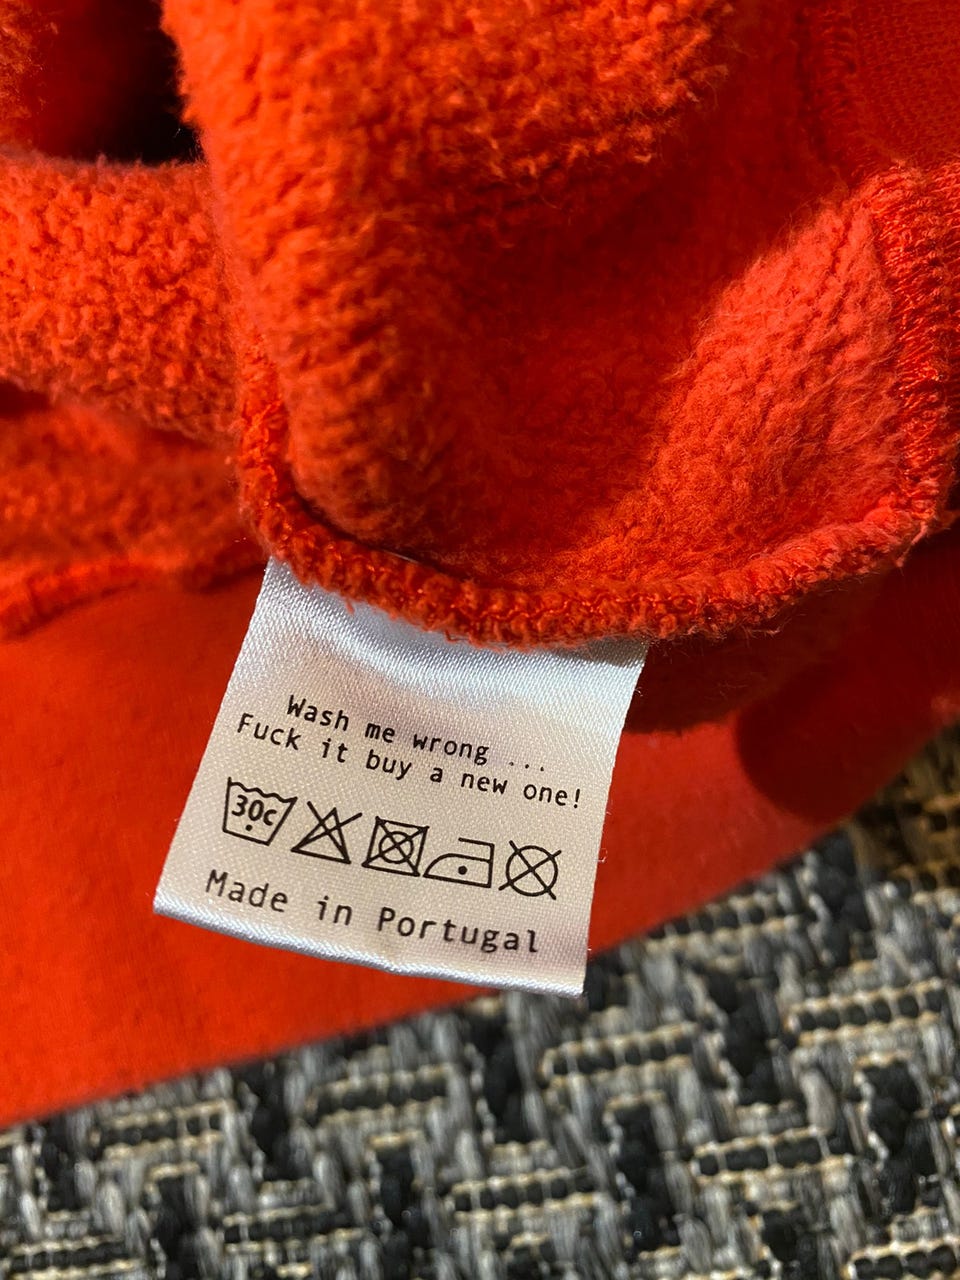 Wash me wrong ...
Fuck it buy a new one!
30c
Made in Portugal